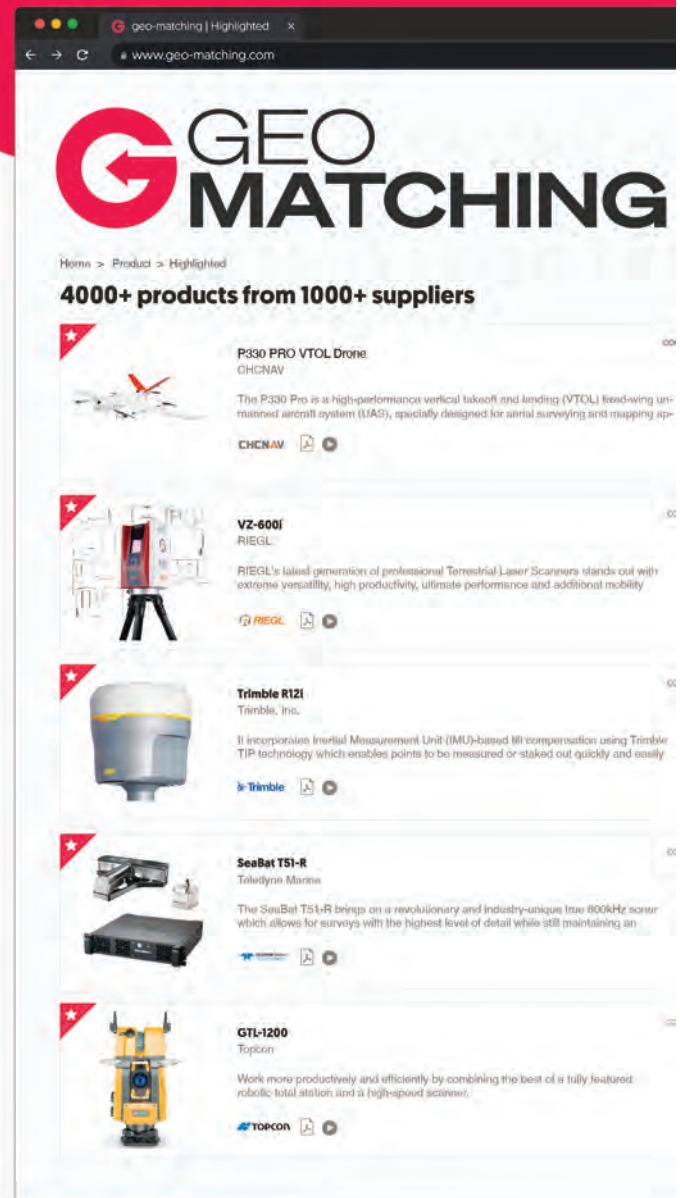 geo-matching | Highlighted ×
www.geo-matching.com
GEO
MATCHING
Home > Product > Highlighted
4000+ products from 1000+ suppliers
P330 PRO VTOL Drone
CHCNAV
The P330 Pro is a high-performance vertical takeoff and landing (VTOL) fixed-wing un-
manned aircraft system (UAS), specially designed for aerial surveying and mapping ap-
CHCNAV
VZ-600i
RIEGL
RIEGL's latest generation of professional Terrestrial Laser Scanners stands out with
extreme versatility, high productivity, ultimate performance and additional mobility
RIEGL
Trimble R12i
Trimble, Inc.
It incorporates Inertial Measurement Unit (IMU)-based tilt compensation using Trimble
TIP technology which enables points to be measured or staked out quickly and easily
Trimble
SeaBat T51-R
Teledyne Marine
The SeaBat T51-R brings on a revolutionary and industry-unique true 800kHz sonar
which allows for surveys with the highest level of detail while still maintaining an
GTL-1200
Topcon
Work more productively and efficiently by combining the best of a fully featured
robotic total station and a high-speed scanner.
TOPCON